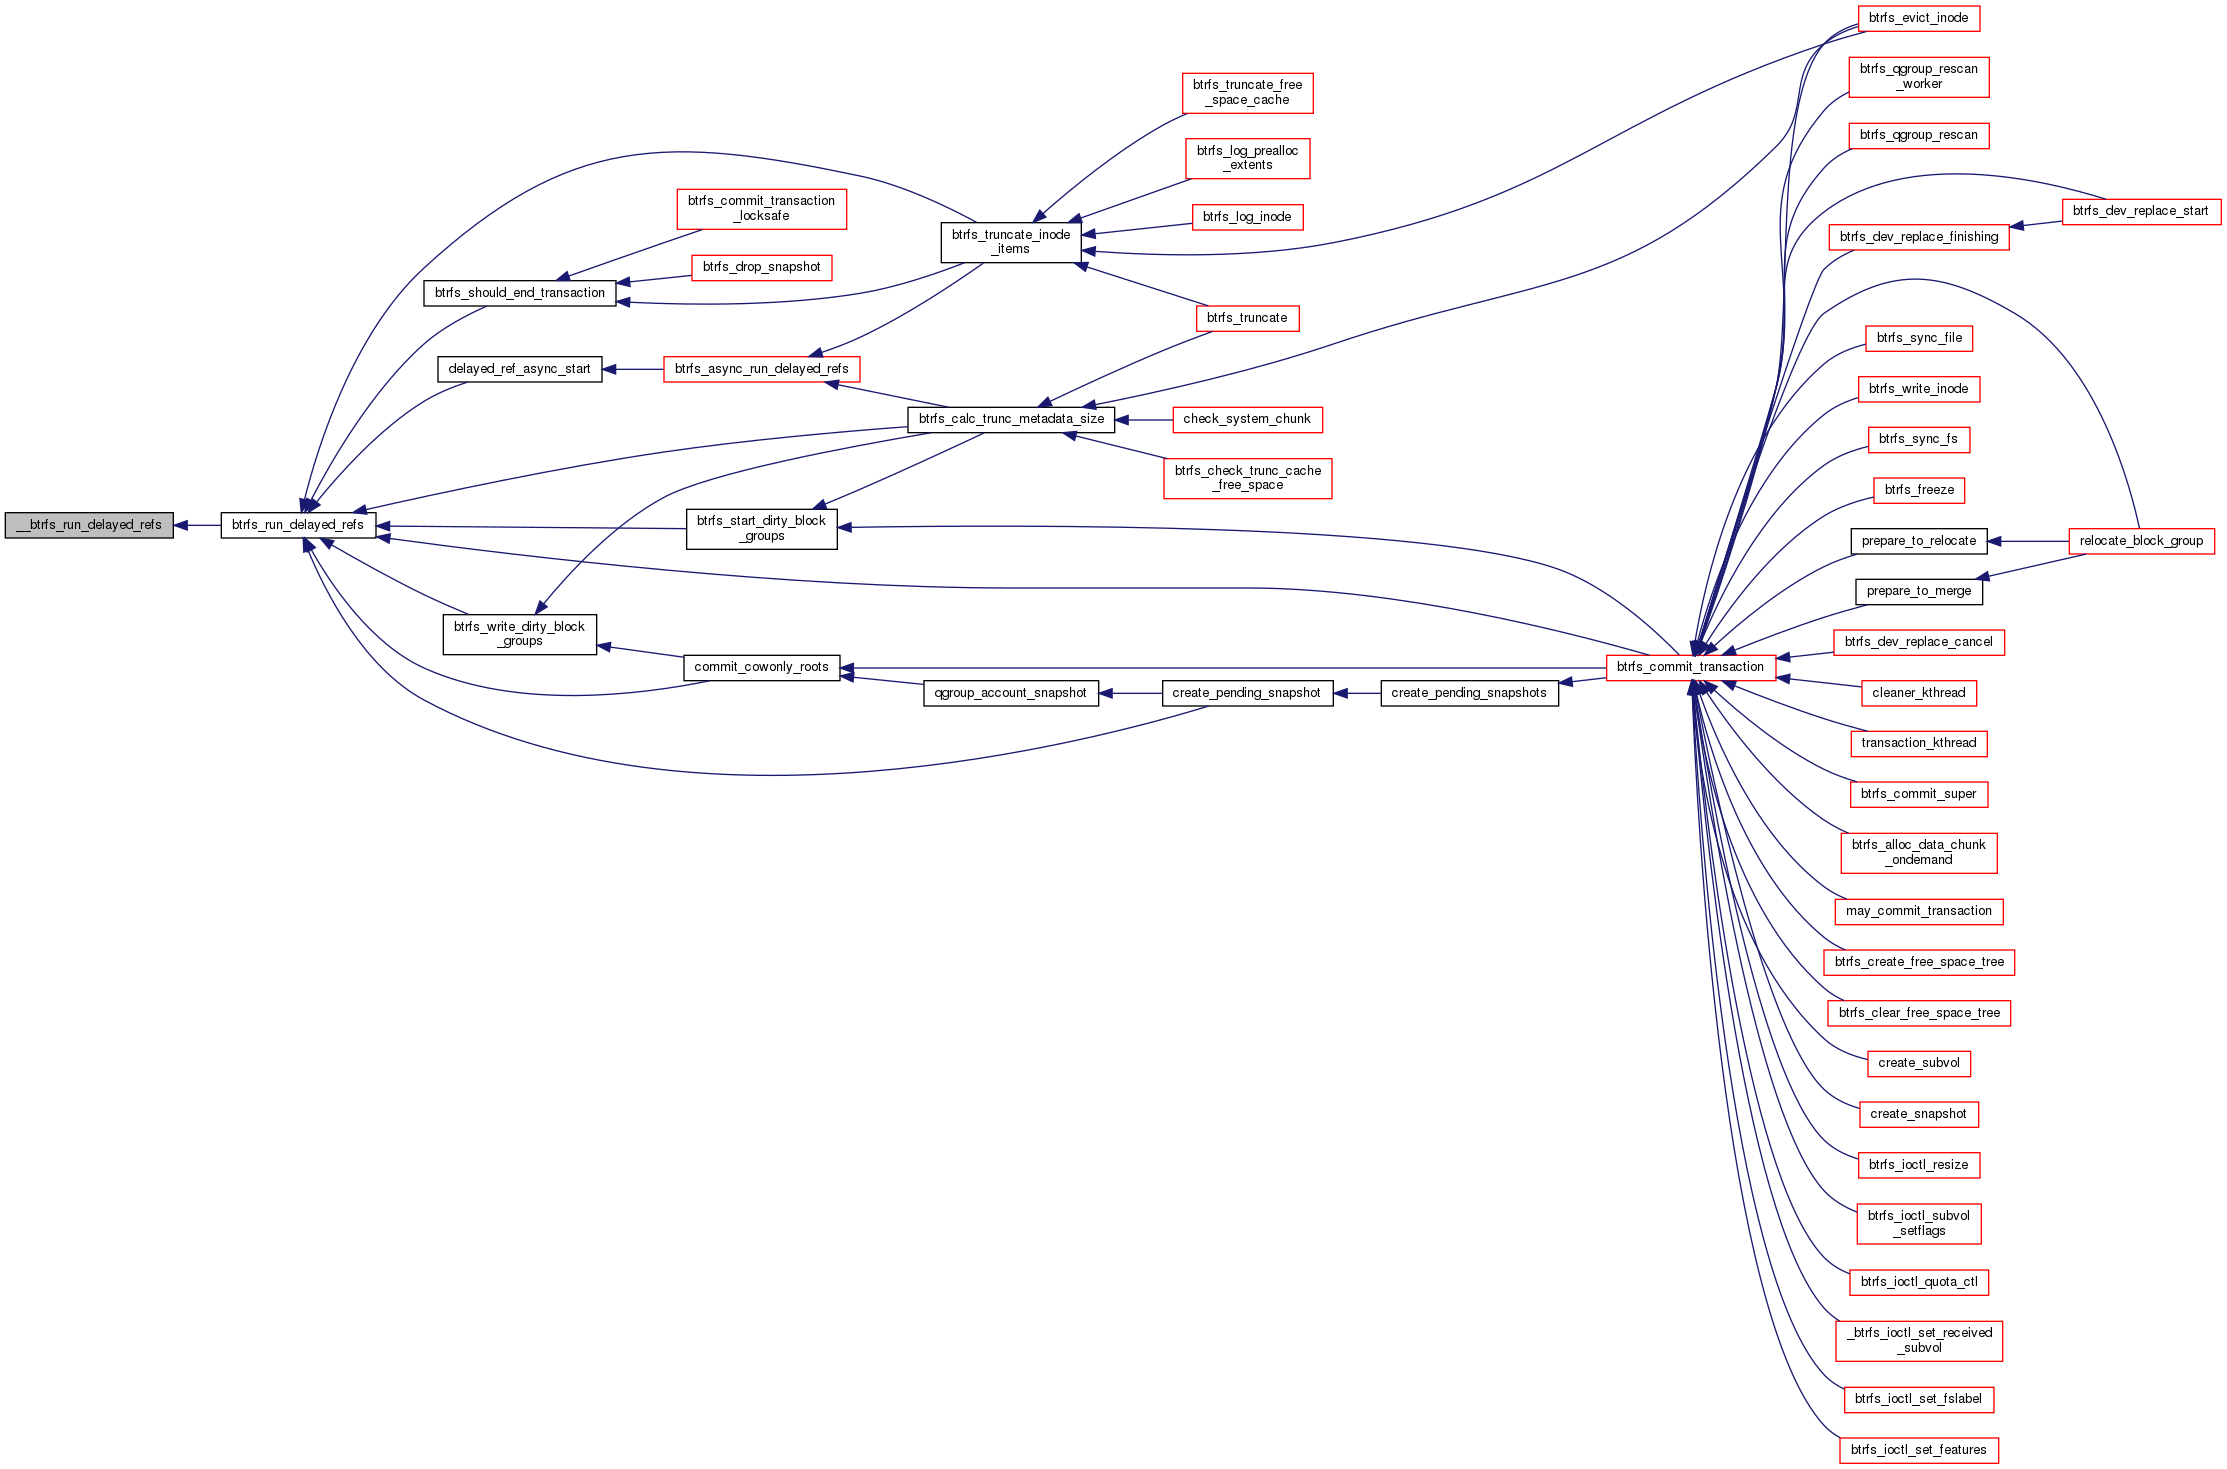 __btrfs_run_delayed_refs
btrfs_run_delayed_refs
btrfs_should_end_transaction
delayed_ref_async_start
btrfs_write_dirty_block
_groups
btrfs_commit_transaction
_locksafe
btrfs_drop_snapshot
btrfs_async_run_delayed_refs
btrfs_start_dirty_block
_groups
commit_cowonly_roots
btrfs_truncate_inode
_items
btrfs_calc_trunc_metadata_size
qgroup_account_snapshot
btrfs_truncate_free
_space_cache
btrfs_log_prealloc
_extents
btrfs_log_inode
btrfs_truncate
check_system_chunk
btrfs_check_trunc_cache
_free_space
create_pending_snapshot
create_pending_snapshots
btrfs_commit_transaction
btrfs_evict_inode
btrfs_qgroup_rescan
_worker
btrfs_qgroup_rescan
btrfs_dev_replace_finishing
btrfs_sync_file
btrfs_write_inode
btrfs_sync_fs
btrfs_freeze
prepare_to_relocate
prepare_to_merge
btrfs_dev_replace_cancel
cleaner_kthread
transaction_kthread
btrfs_commit_super
btrfs_alloc_data_chunk
_ondemand
may_commit_transaction
btrfs_create_free_space_tree
btrfs_clear_free_space_tree
create_subvol
create_snapshot
btrfs_ioctl_resize
btrfs_ioctl_subvol
_setflags
btrfs_ioctl_quota_ctl
_btrfs_ioctl_set_received
_subvol
btrfs_ioctl_set_fslabel
btrfs_ioctl_set_features
btrfs_dev_replace_start
relocate_block_group